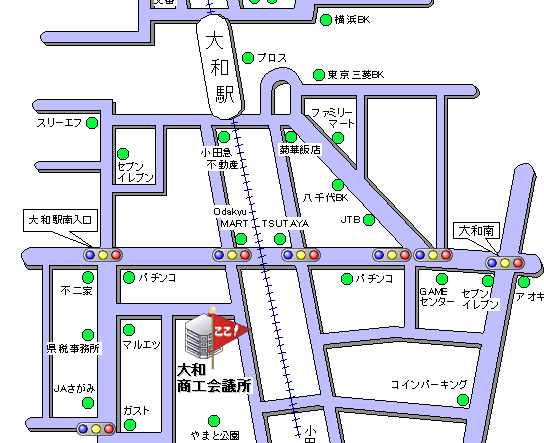 交番
横浜BK
大和駅
プロス
東京三菱BK
スリーエフ
ファミリー
マート
小田急
不動産
菊華飯店
セブン
イレブン
八千代BK
Odakyu
MART
TSUTAYA
JTB
大和駅南入口
大和南
不二家
パチンコ
パチンコ
GAME
センター
セブン
イレブン
アオキ
ここ!
県税事務所
マルエツ
大和
商工会議所
JAさがみ
コインパーキング
ガスト
やまと公園
小田